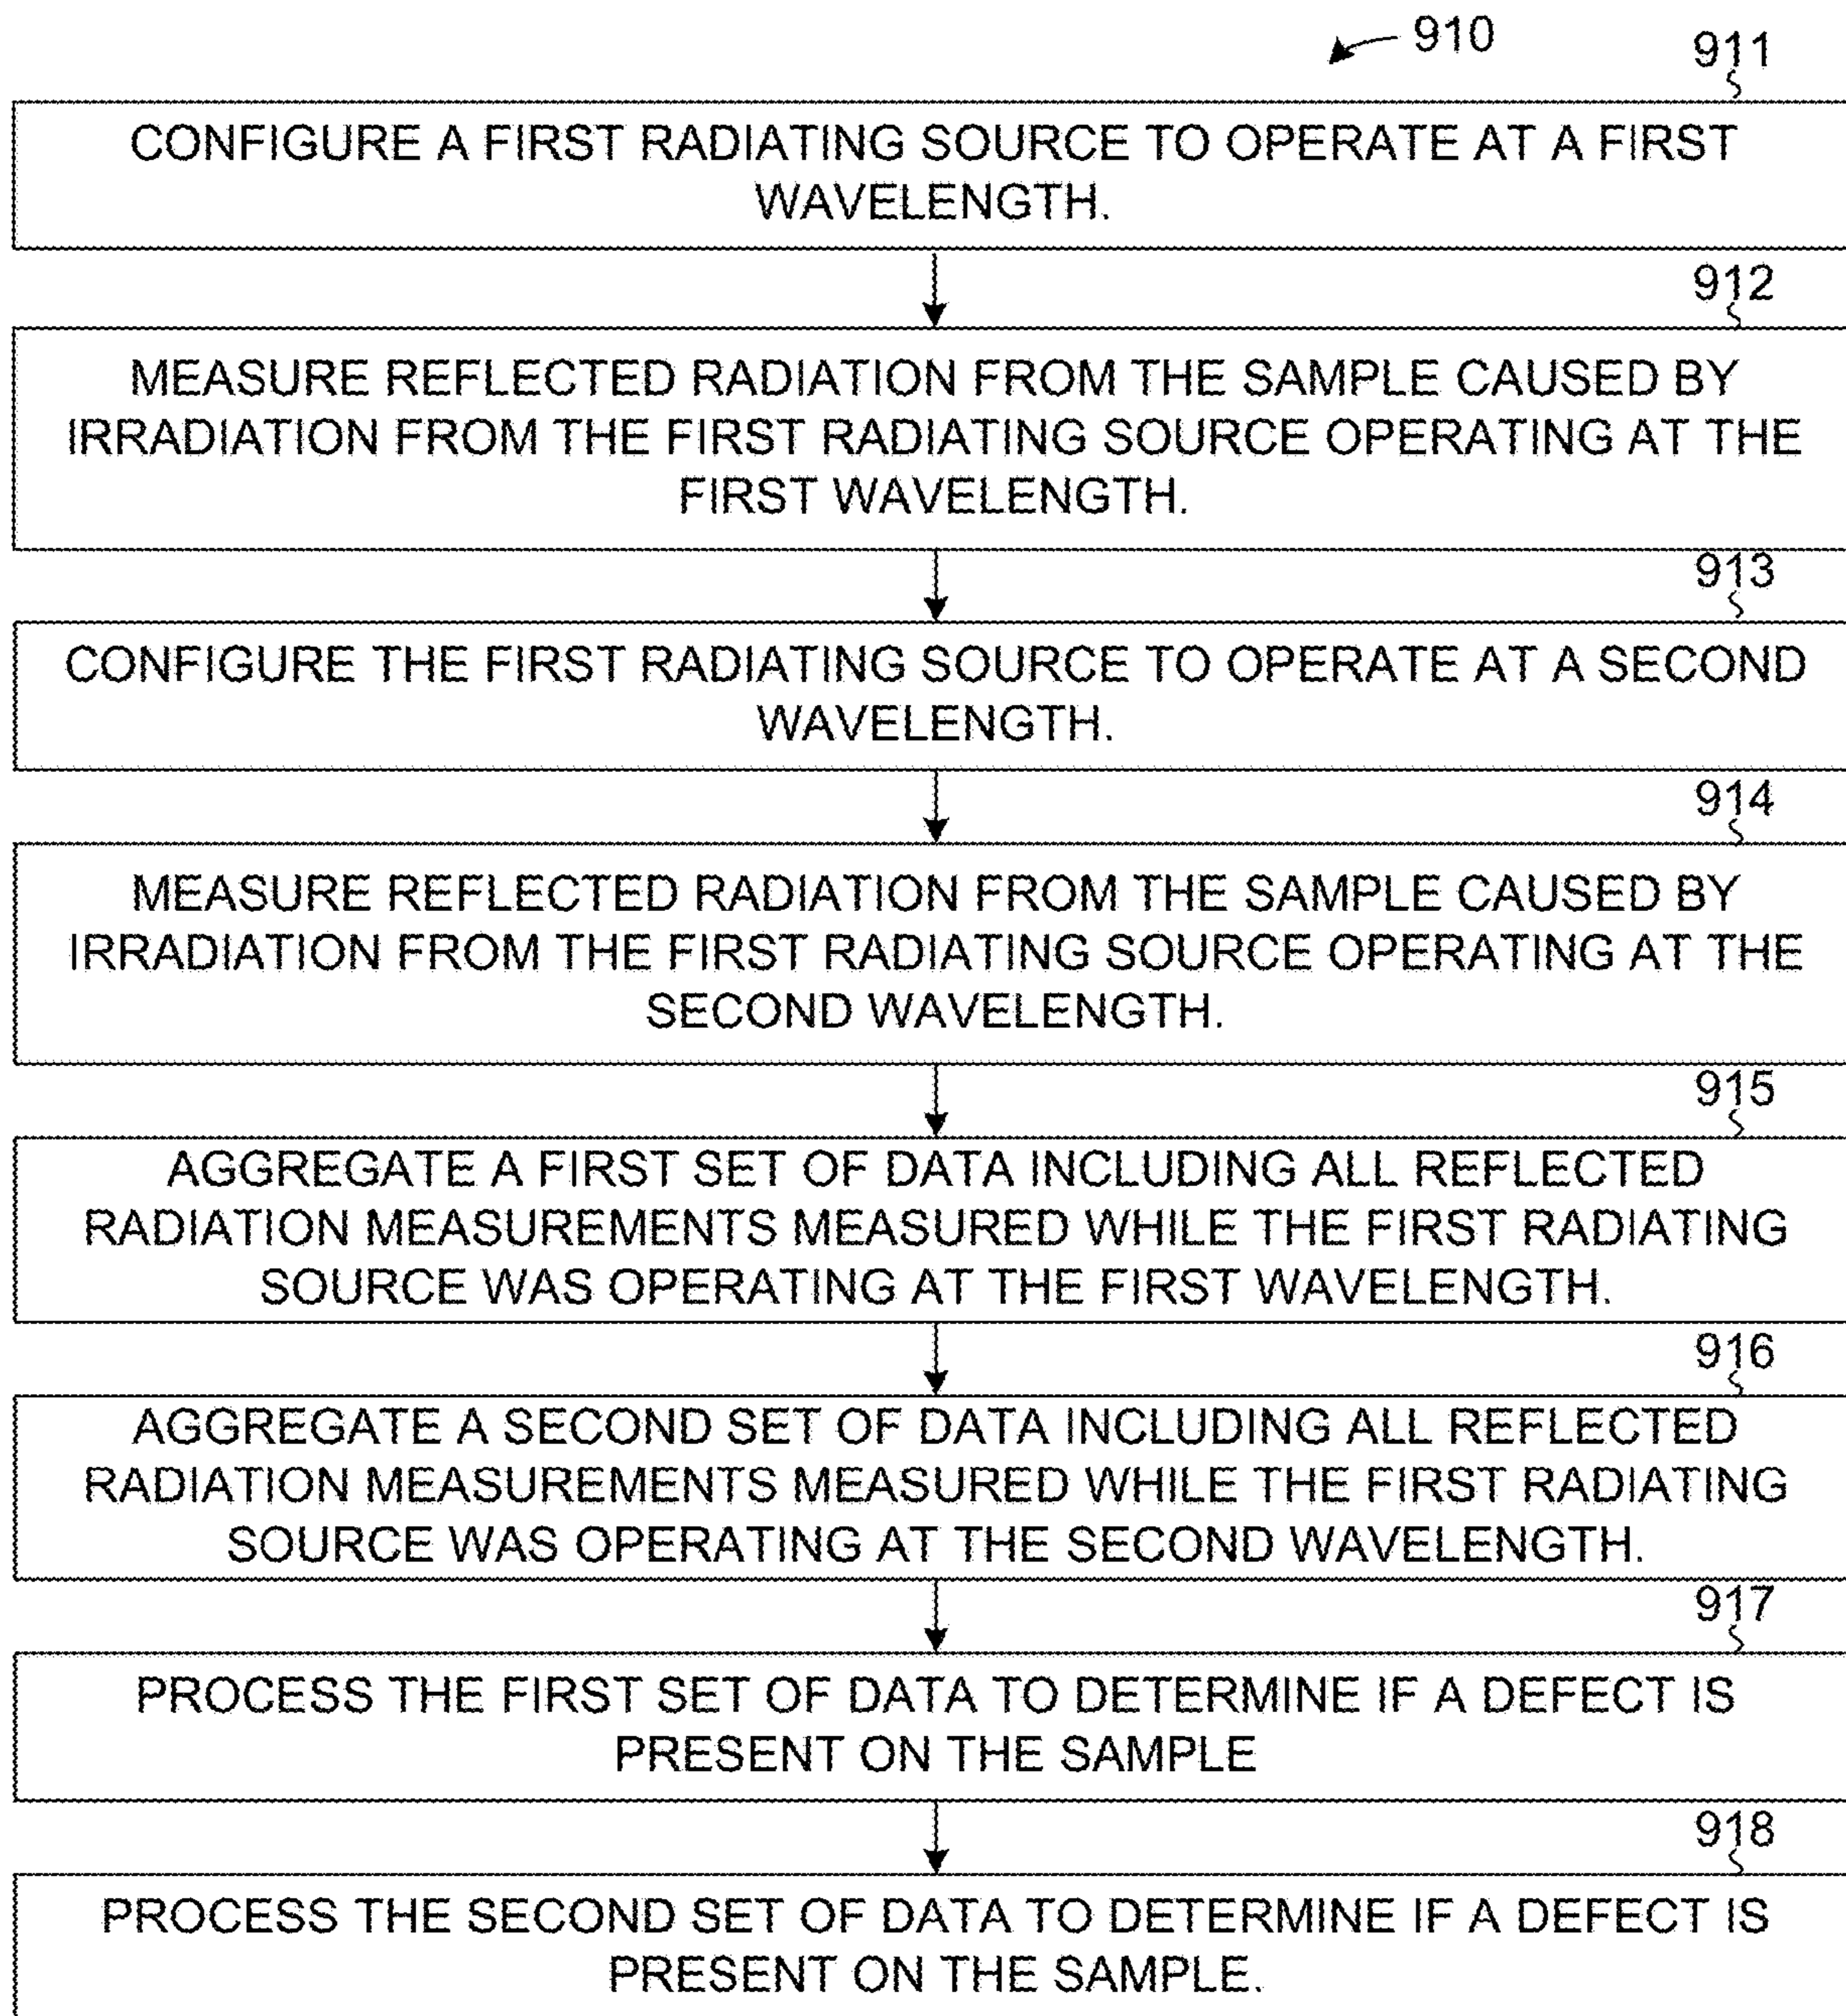 910
911
CONFIGURE A FIRST RADIATING SOURCE TO OPERATE AT A FIRST
WAVELENGTH.
912
MEASURE REFLECTED RADIATION FROM THE SAMPLE CAUSED BY
IRRADIATION FROM THE FIRST RADIATING SOURCE OPERATING AT THE
FIRST WAVELENGTH.
913
CONFIGURE THE FIRST RADIATING SOURCE TO OPERATE AT A SECOND
WAVELENGTH.
914
MEASURE REFLECTED RADIATION FROM THE SAMPLE CAUSED BY
IRRADIATION FROM THE FIRST RADIATING SOURCE OPERATING AT THE
SECOND WAVELENGTH.
915
AGGREGATE A FIRST SET OF DATA INCLUDING ALL REFLECTED
RADIATION MEASUREMENTS MEASURED WHILE THE FIRST RADIATING
SOURCE WAS OPERATING AT THE FIRST WAVELENGTH.
916
AGGREGATE A SECOND SET OF DATA INCLUDING ALL REFLECTED
RADIATION MEASUREMENTS MEASURED WHILE THE FIRST RADIATING
SOURCE WAS OPERATING AT THE SECOND WAVELENGTH.
917
PROCESS THE FIRST SET OF DATA TO DETERMINE IF A DEFECT IS
PRESENT ON THE SAMPLE
918
PROCESS THE SECOND SET OF DATA TO DETERMINE IF A DEFECT IS
PRESENT ON THE SAMPLE.